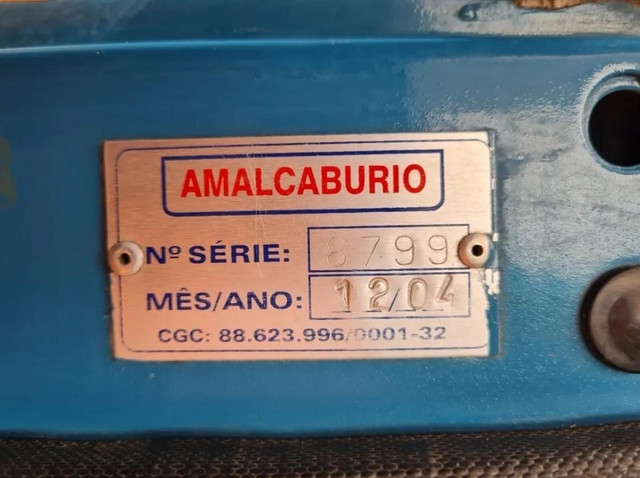 AMALCABURIO
Nº SÉRIE: 8799
MÊS/ANO: 12/04
CGC: 88.623.996/0001-32